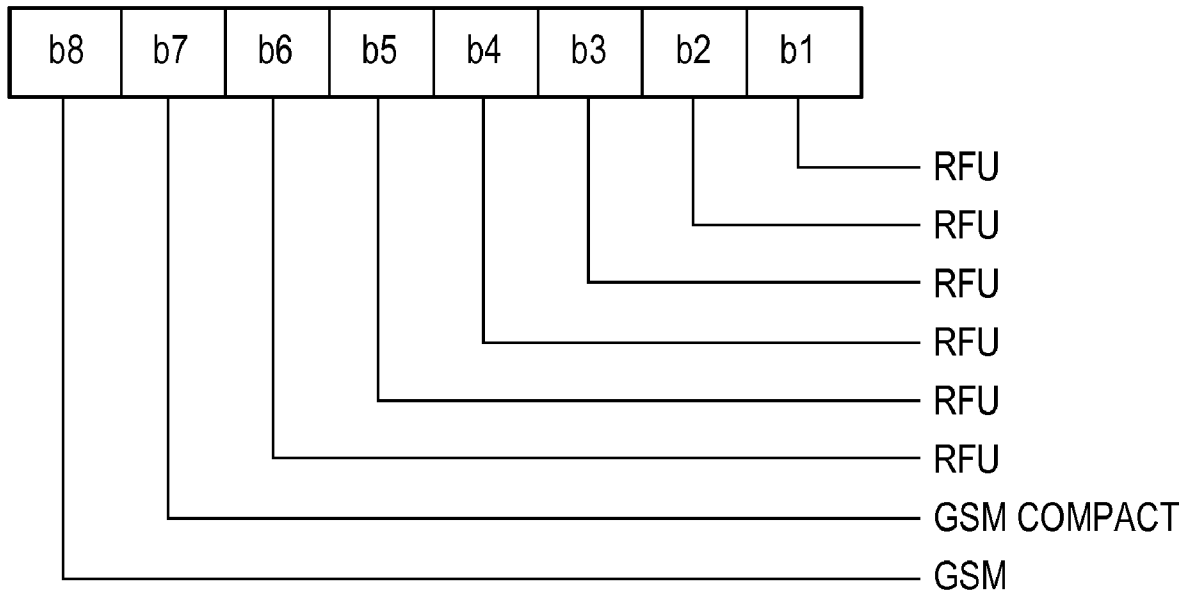 b8 b7 b6 b5 b4 b3 b2 b1
RFU
RFU
RFU
RFU
RFU
RFU
GSM COMPACT
GSM